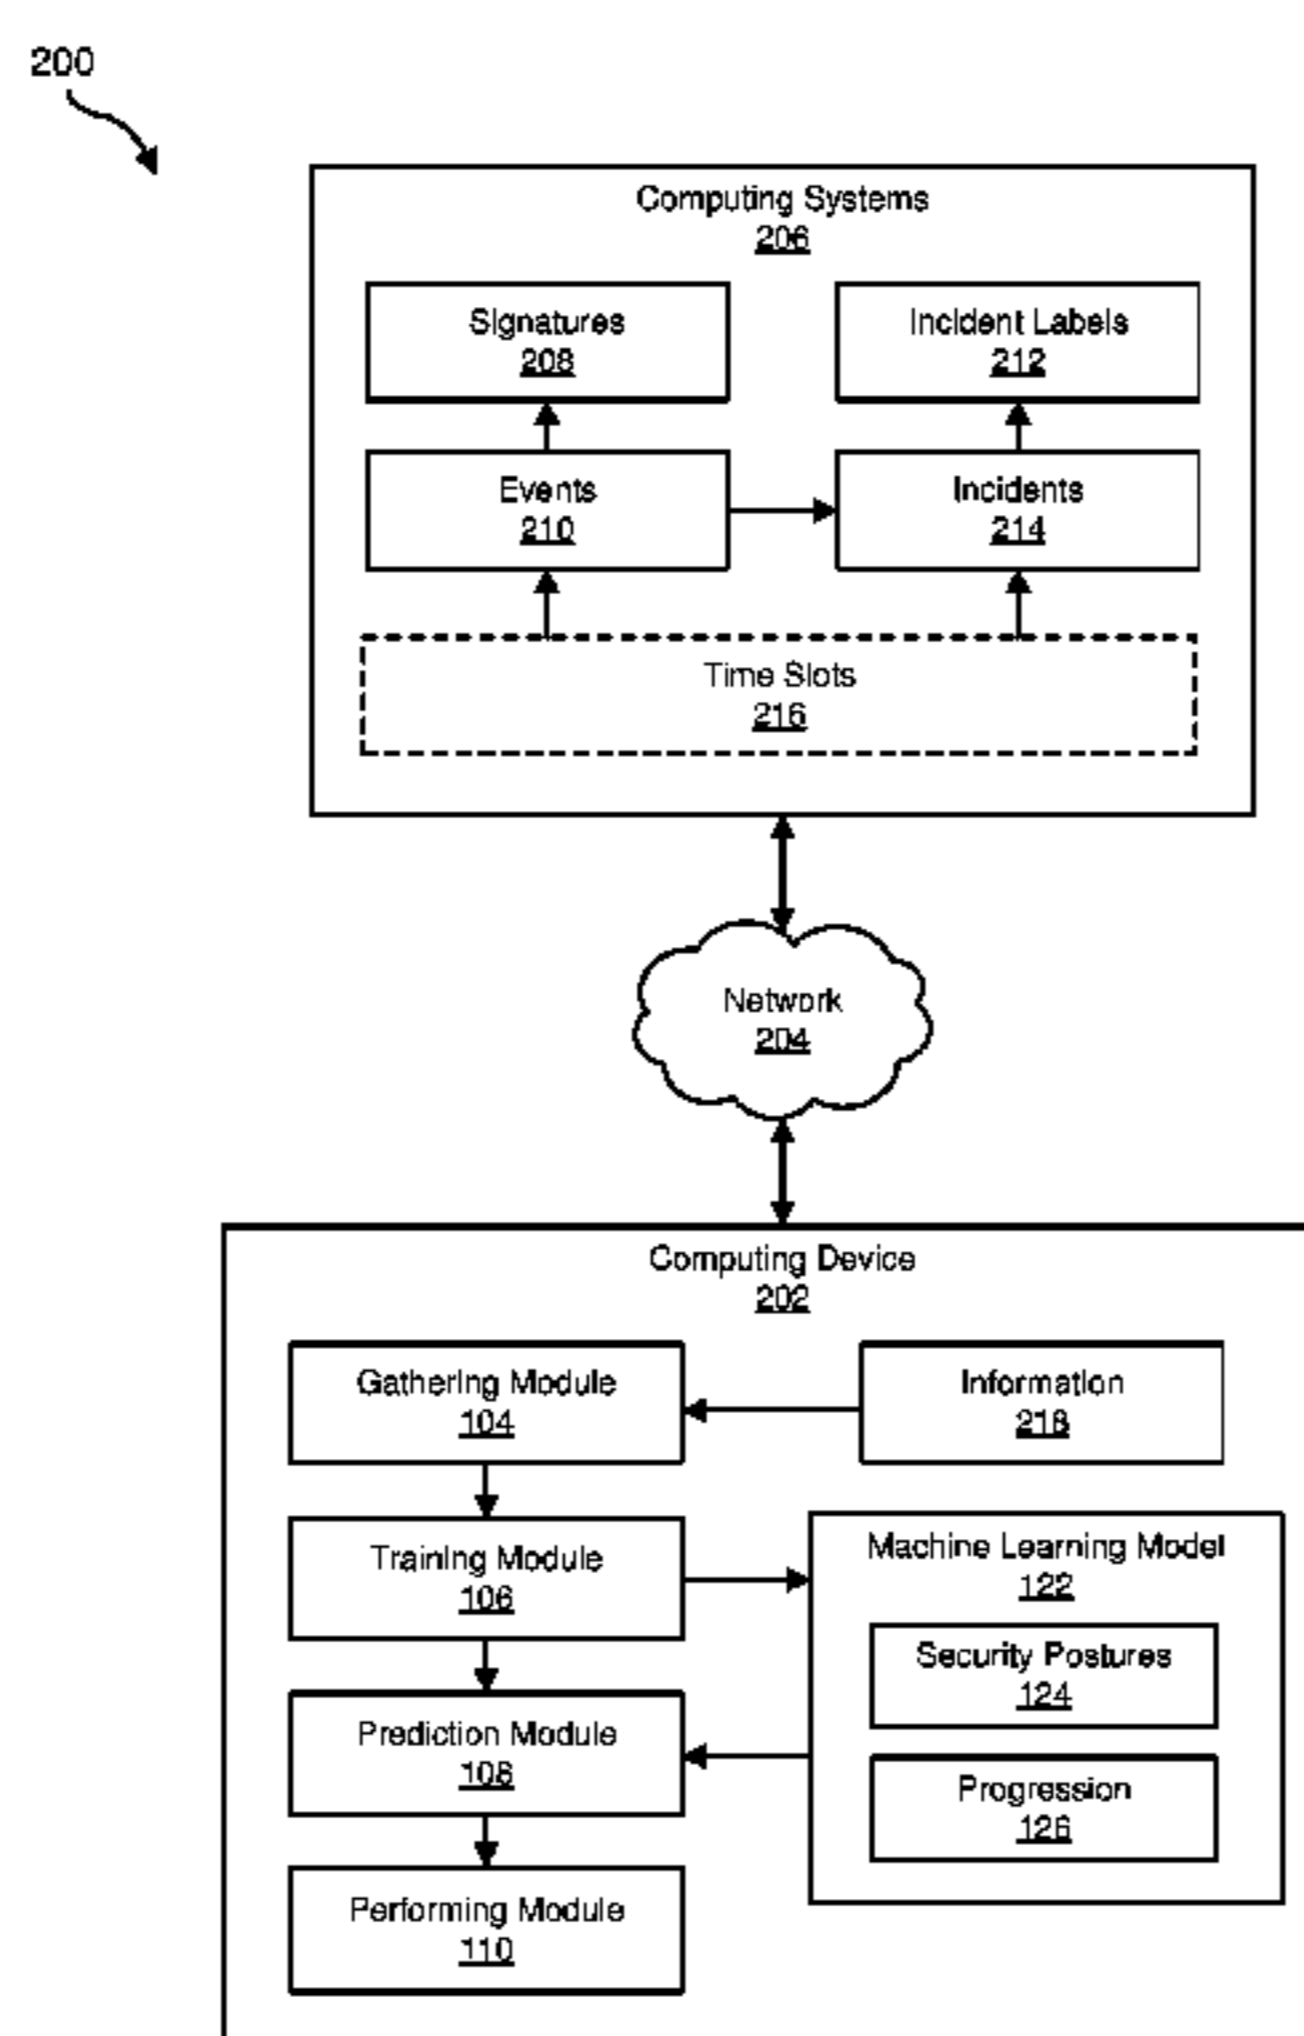 200
Computing Systems
206
Signatures
208
Incident Labels
212
Events
210
Incidents
214
Time Slots
216
Network
204
Computing Device
202
Gathering Module
104
Information
218
Training Module
106
Machine Learning Model
122
Security Postures
124
Prediction Module
108
Progression
126
Performing Module
110